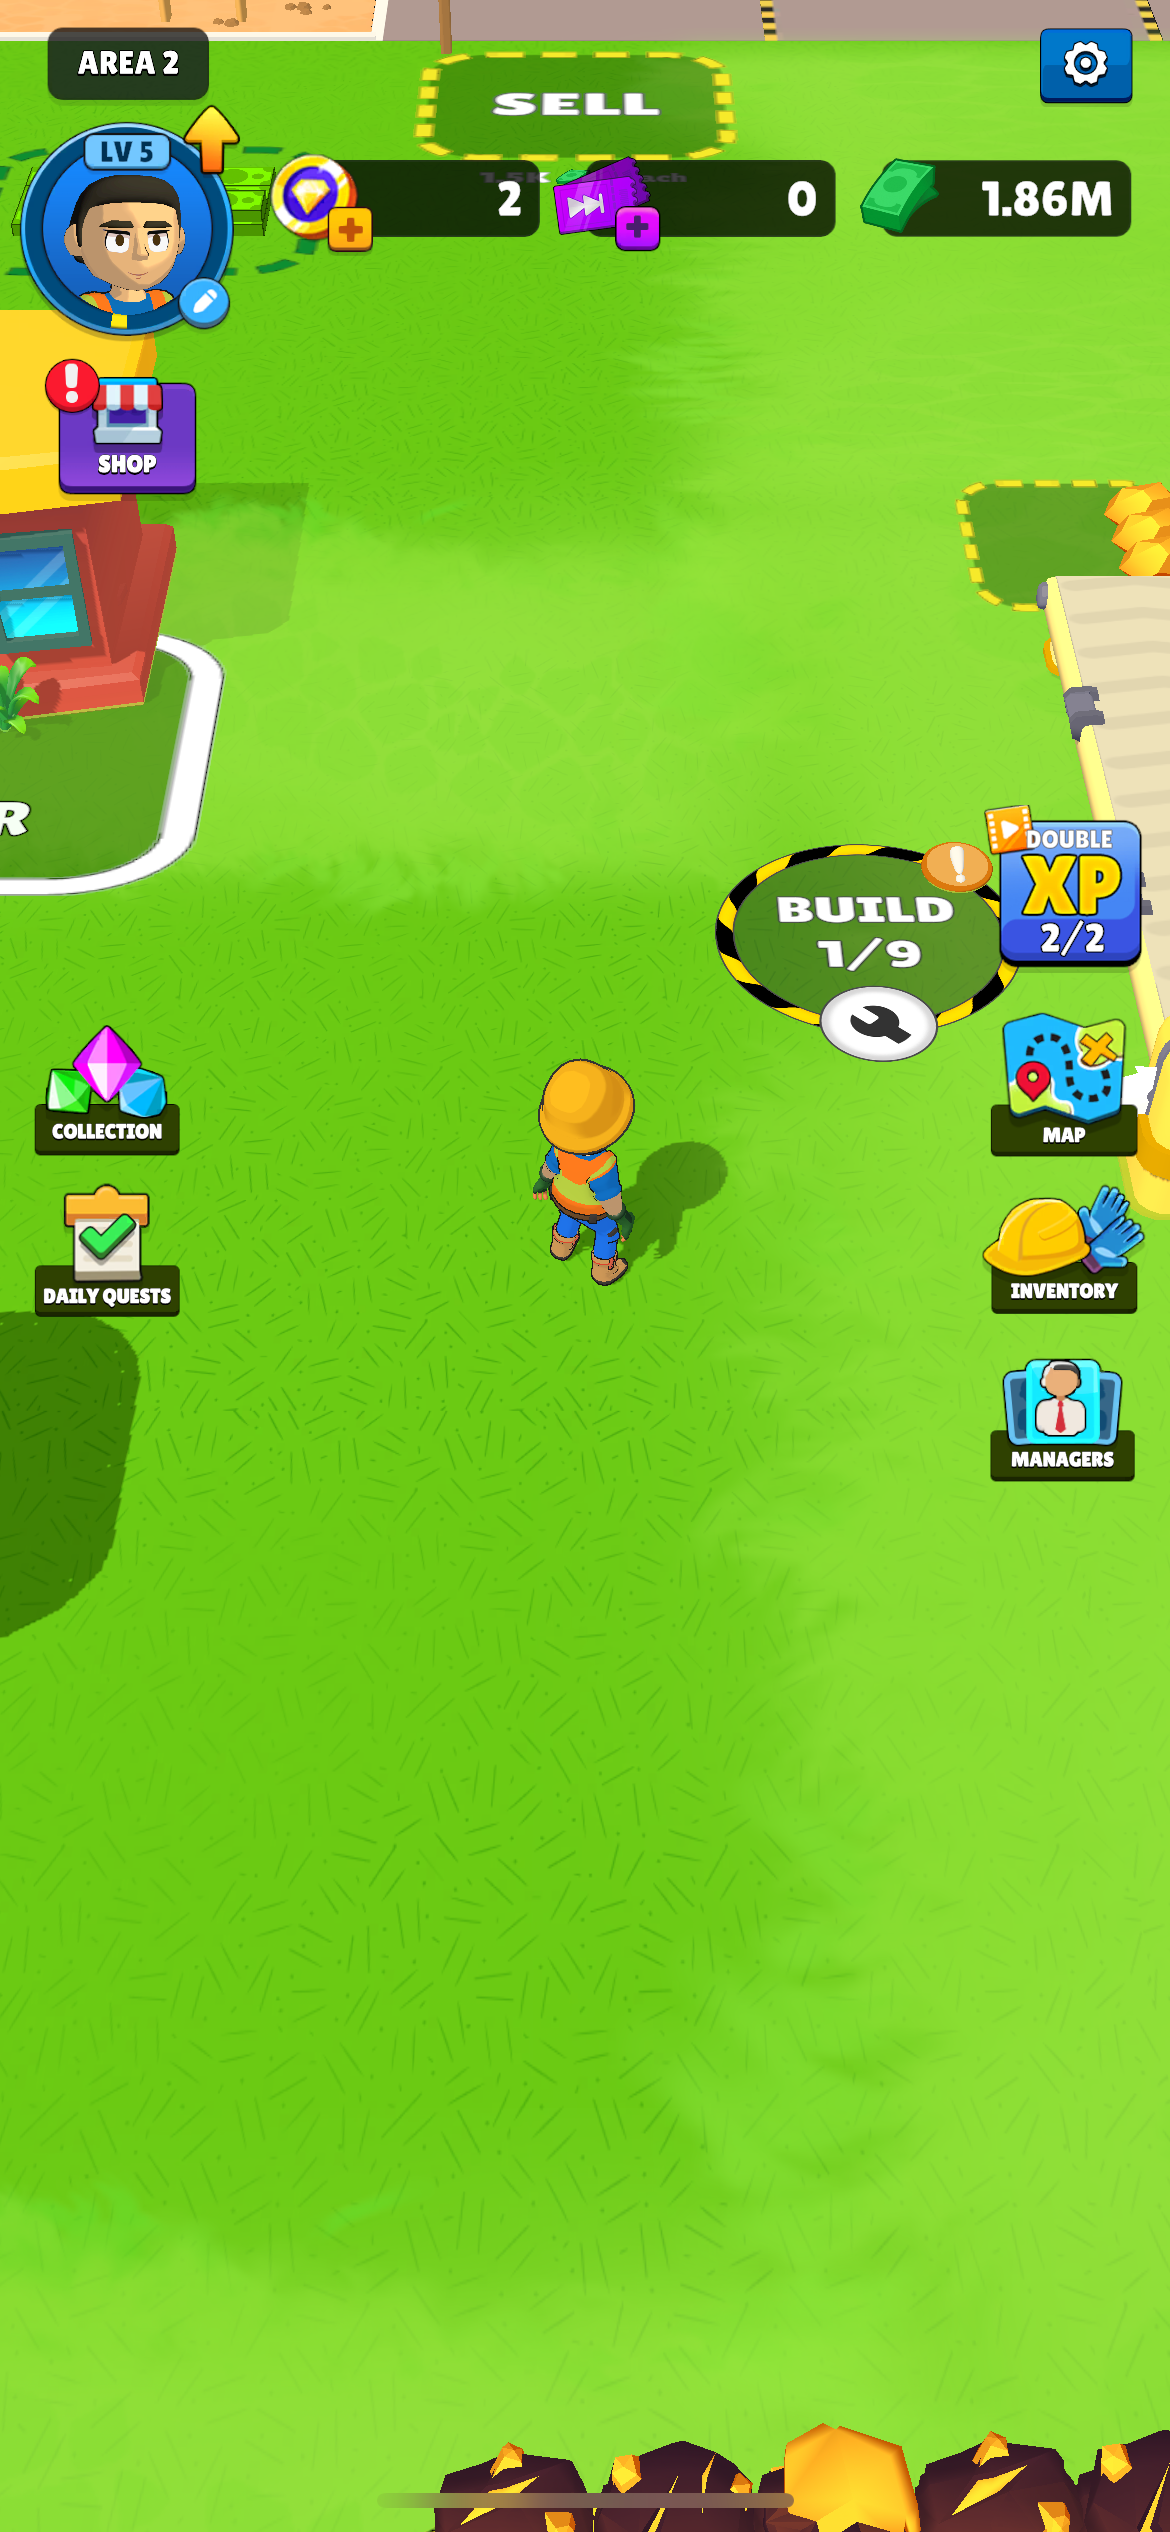 AREA 2
SELL
LV 5
2
0
1.86M
SHOP
R
BUILD
1/9
DOUBLE
XP
2/2
COLLECTION
MAP
DAILY QUESTS
INVENTORY
MANAGERS